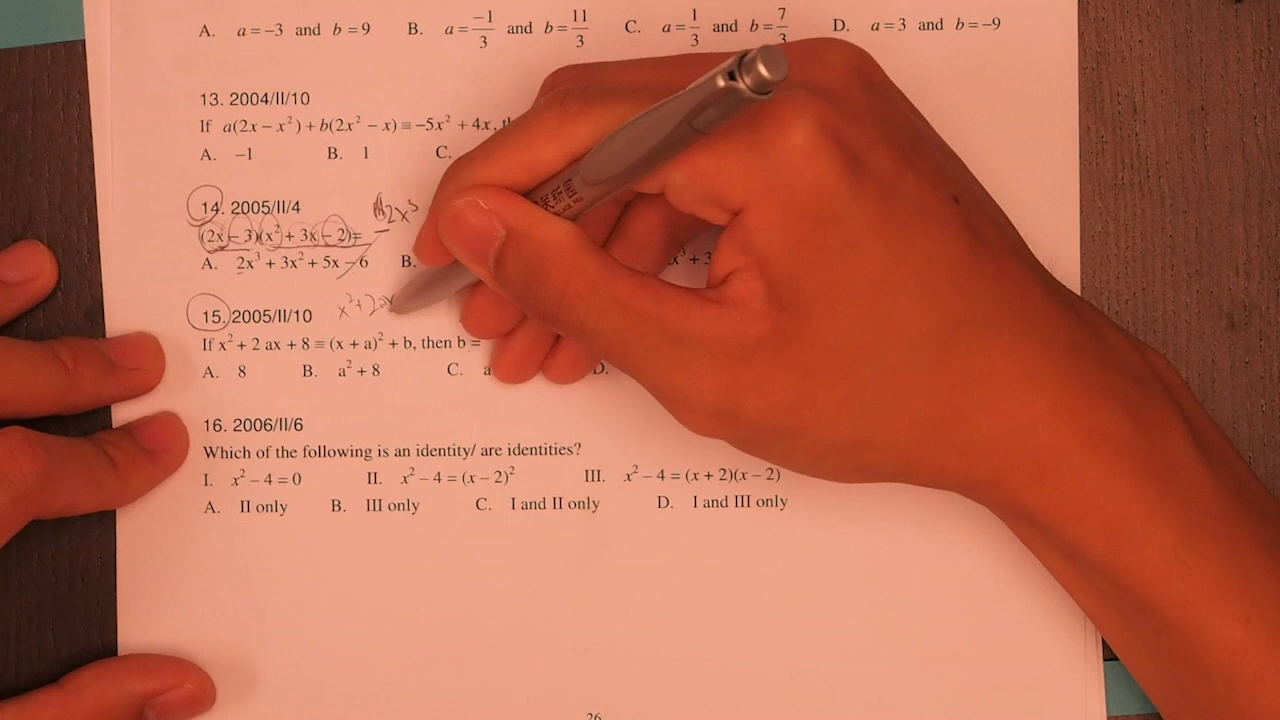 A. a=−3 and b=9 B. a=−1/3 and b=11/3 C. a=1/3 and b=7/3 D. a=3 and b=−9
13. 2004/II/10
If a(2x−x²)+b(2x²−x)≡−5x²+4x,
A. −1 B. 1 C.
14. 2005/II/4
2x³
(2x−3)(x²+3x−2)=
A. 2x³+3x²+5x−6 B.
15. 2005/II/10 x²+2ax
If x²+2 ax+8≡(x+a)²+b, then b =
A. 8 B. a²+8 C. a D.
16. 2006/II/6
Which of the following is an identity/ are identities?
I. x²−4=0 II. x²−4=(x−2)² III. x²−4=(x+2)(x−2)
A. II only B. III only C. I and II only D. I and III only
26